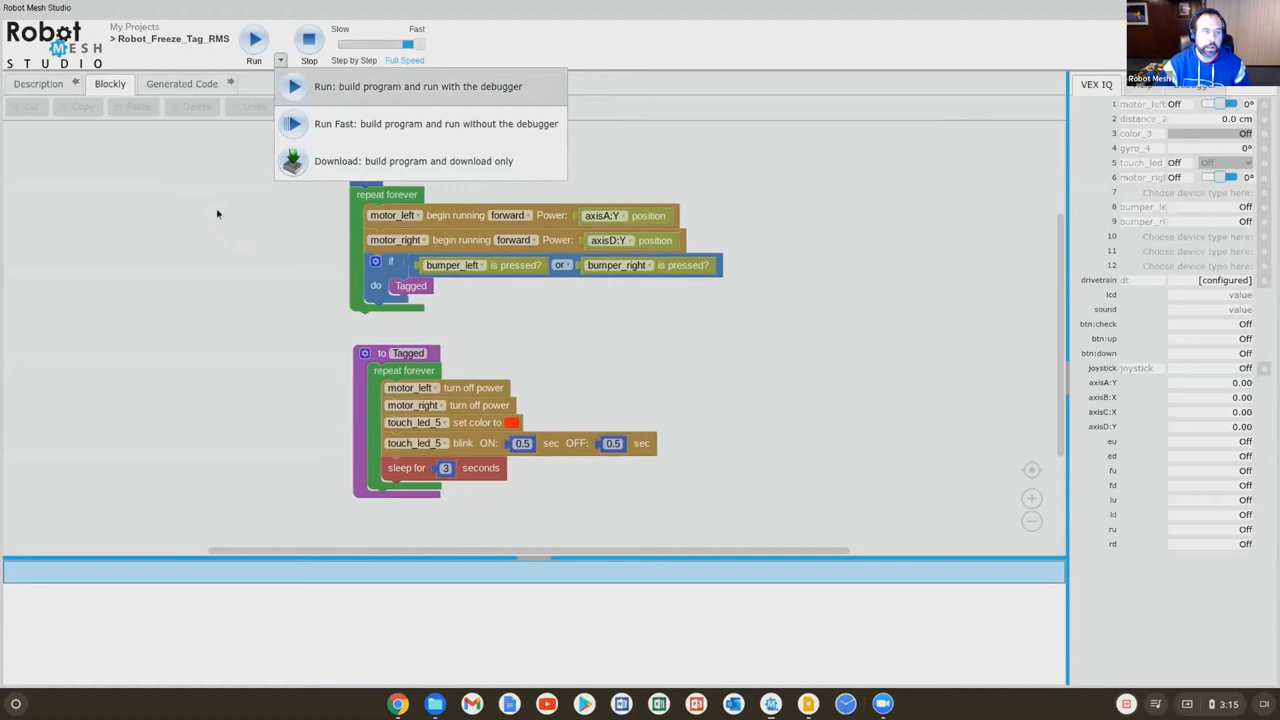 Robot Mesh Studio
Robot
MESH
STUDIO
My Projects
> Robot_Freeze_Tag_RMS
Run
Stop
Slow Fast
Step by Step Full Speed
Description Blockly Generated Code
Cut Copy Paste Delete Undo
Run: build program and run with the debugger
Run Fast: build program and run without the debugger
Download: build program and download only
repeat forever
motor_left begin running forward Power: axisA:Y position
motor_right begin running forward Power: axisD:Y position
if bumper_left is pressed? or bumper_right is pressed?
do Tagged
to Tagged
repeat forever
motor_left turn off power
motor_right turn off power
touch_led_5 set color to
touch_led_5 blink ON: 0.5 sec OFF: 0.5 sec
sleep for 3 seconds
Robot Mesh
VEX IQ
1 motor_left Off 0°
2 distance_2 0.0 cm
3 color_3 Off
4 gyro_4 0°
5 touch_led Off Off
6 motor_right Off 0°
7 Choose device type here:
8 bumper_le Off
9 bumper_ri Off
10 Choose device type here:
11 Choose device type here:
12 Choose device type here:
drivetrain dt [configured]
lcd value
sound value
btn:check Off
btn:up Off
btn:down Off
joystick joystick Off
axisA:Y 0.00
axisB:X 0.00
axisC:X 0.00
axisD:Y 0.00
eu Off
ed Off
fu Off
fd Off
lu Off
ld Off
ru Off
rd Off
3:15